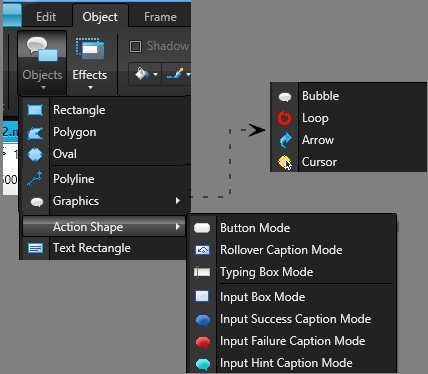 Edit Object Frame
Shadow
Objects Effects
Rectangle
Polygon
Oval
Polyline
Graphics
Action Shape
Text Rectangle
Bubble
Loop
Arrow
Cursor
Button Mode
Rollover Caption Mode
Typing Box Mode
Input Box Mode
Input Success Caption Mode
Input Failure Caption Mode
Input Hint Caption Mode